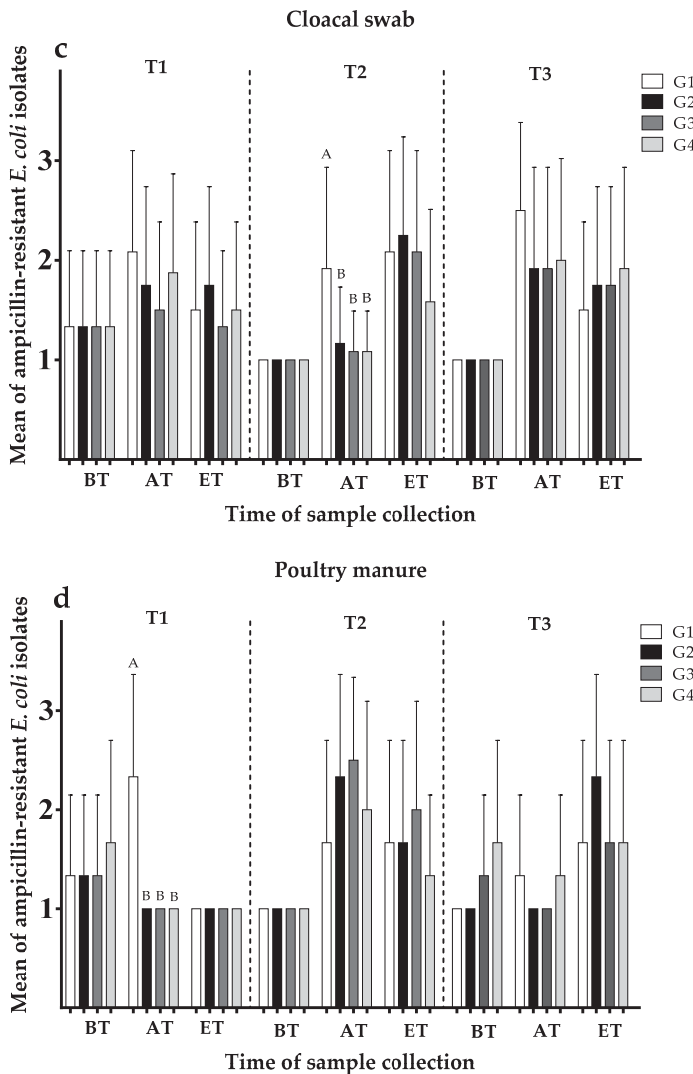 Cloacal swab
c
T1 T2 T3
G1
G2
G3
G4
Mean of ampicillin-resistant E. coli isolates
3
2
1
A
B
B B
BT AT ET BT AT ET BT AT ET
Time of sample collection
Poultry manure
d
T1 T2 T3
G1
G2
G3
G4
Mean of ampicillin-resistant E. coli isolates
3
2
1
A
B B B
BT AT ET BT AT ET BT AT ET
Time of sample collection